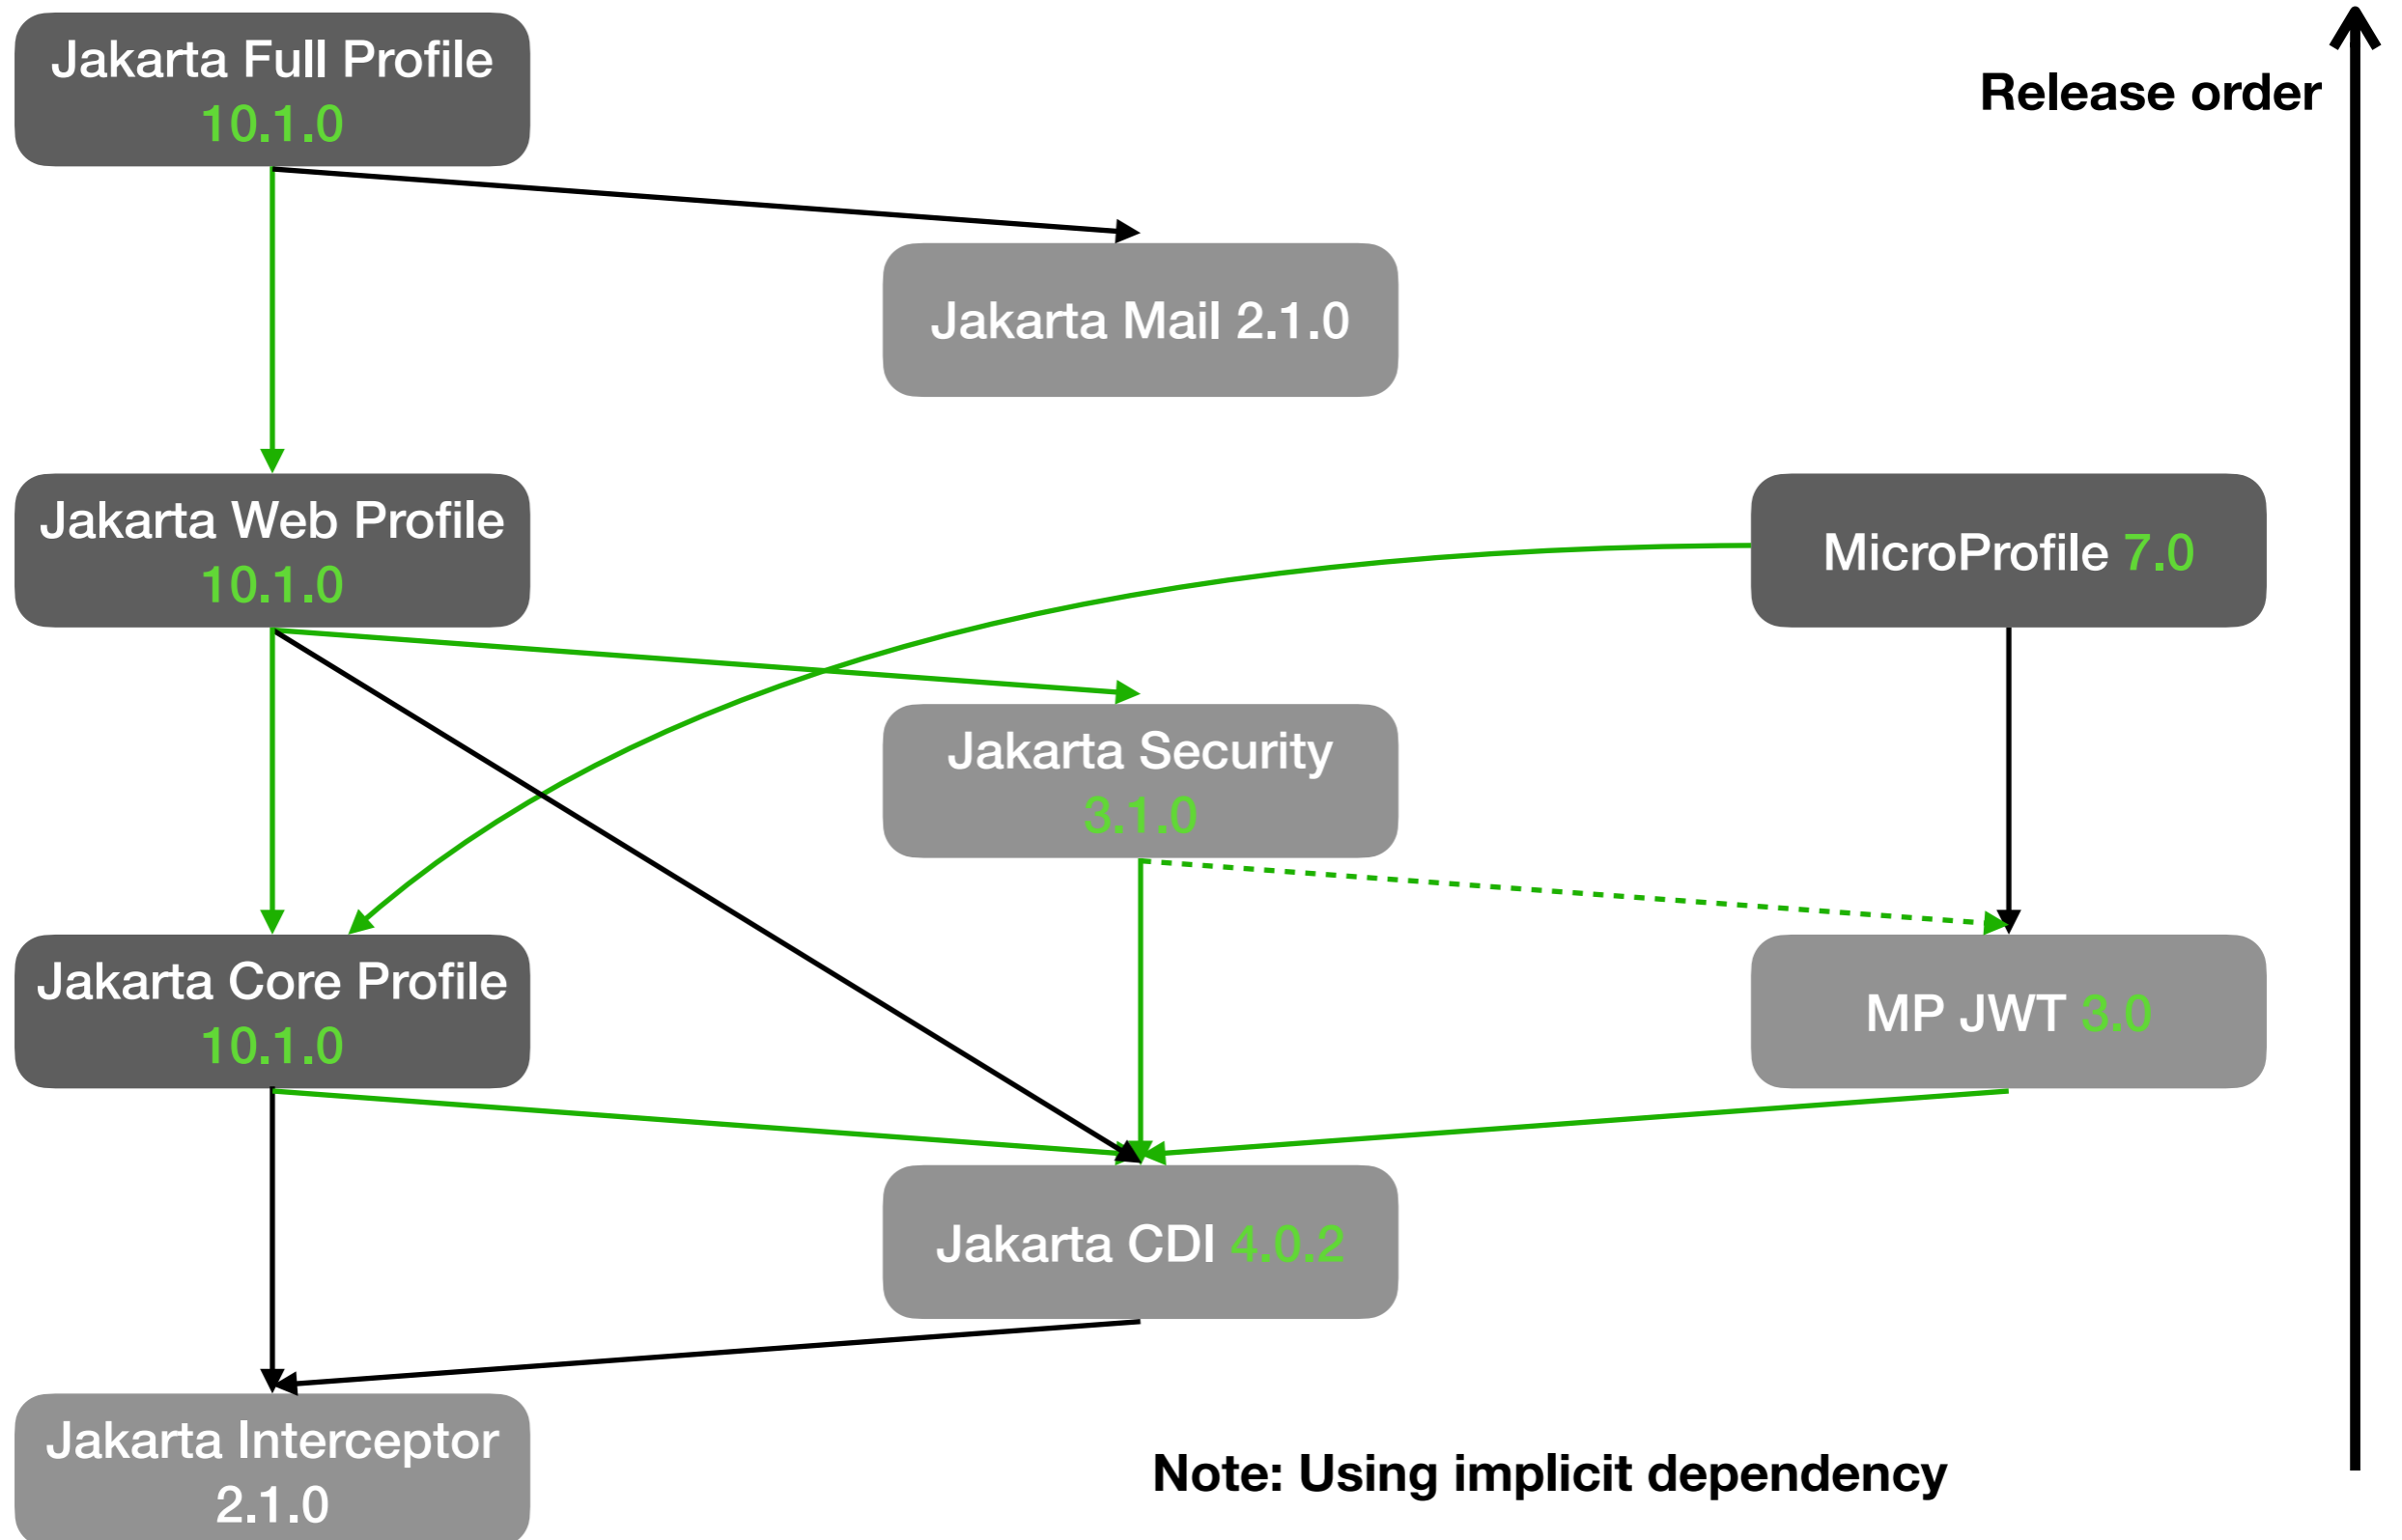 Jakarta Full Profile
10.1.0
Release order
Jakarta Mail 2.1.0
Jakarta Web Profile
10.1.0
MicroProfile 7.0
Jakarta Security
3.1.0
Jakarta Core Profile
10.1.0
MP JWT 3.0
Jakarta CDI 4.0.2
Jakarta Interceptor
2.1.0
Note: Using implicit dependency